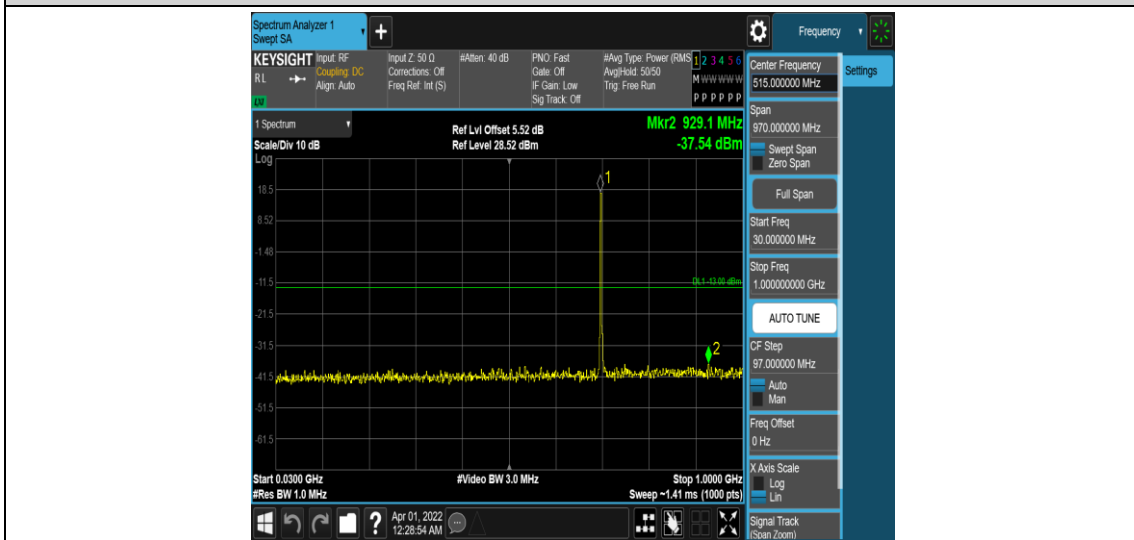 Spectrum Analyzer 1
Swept SA
+
Frequency
KEYSIGHT
RL
LXI
Input: RF
Coupling: DC
Align: Auto
Input Z: 50 Ω
Corrections: Off
Freq Ref: Int (S)
#Atten: 40 dB
PNO: Fast
Gate: Off
IF Gain: Low
Sig Track: Off
#Avg Type: Power (RMS
Avg|Hold: 50/50
Trig: Free Run
1 2 3 4 5 6
M W W W W W
P P P P P P
1 Spectrum
Scale/Div 10 dB
Log
Ref Lvl Offset 5.52 dB
Ref Level 28.52 dBm
Mkr2 929.1 MHz
-37.54 dBm
18.5
8.52
-1.48
-11.5
-21.5
-31.5
-41.5
-51.5
-61.5
1
DL1 -13.00 dBm
2
Start 0.0300 GHz
#Res BW 1.0 MHz
#Video BW 3.0 MHz
Stop 1.0000 GHz
Sweep ~1.41 ms (1000 pts)
Center Frequency
515.000000 MHz
Settings
Span
970.000000 MHz
Swept Span
Zero Span
Full Span
Start Freq
30.000000 MHz
Stop Freq
1.000000000 GHz
AUTO TUNE
CF Step
97.000000 MHz
Auto
Man
Freq Offset
0 Hz
X Axis Scale
Log
Lin
Signal Track
(Span Zoom)
?
Apr 01, 2022
12:28:54 AM